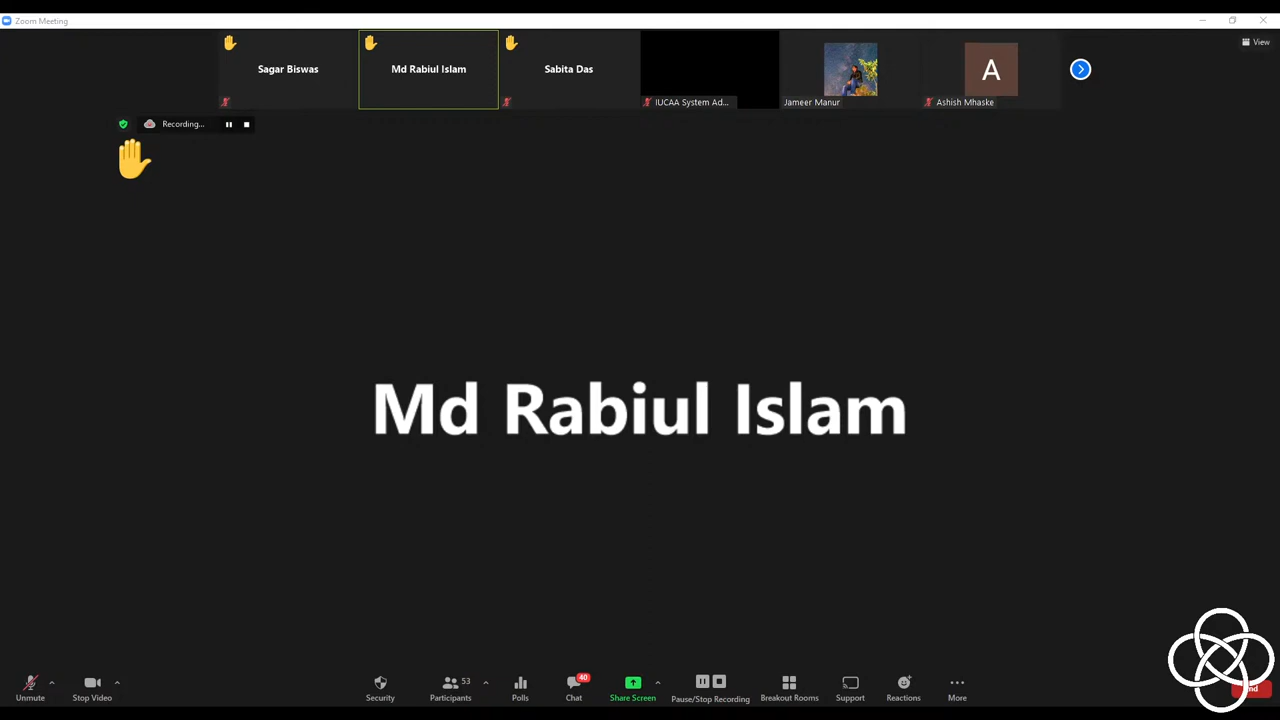 Zoom Meeting
View
Sagar Biswas
Md Rabiul Islam
Sabita Das
IUCAA System Ad...
Jameer Manur
A
Ashish Mhaske
Recording...
Md Rabiul Islam
Unmute
Stop Video
Security
Participants
53
Polls
Chat
40
Share Screen
Pause/Stop Recording
Breakout Rooms
Support
Reactions
More